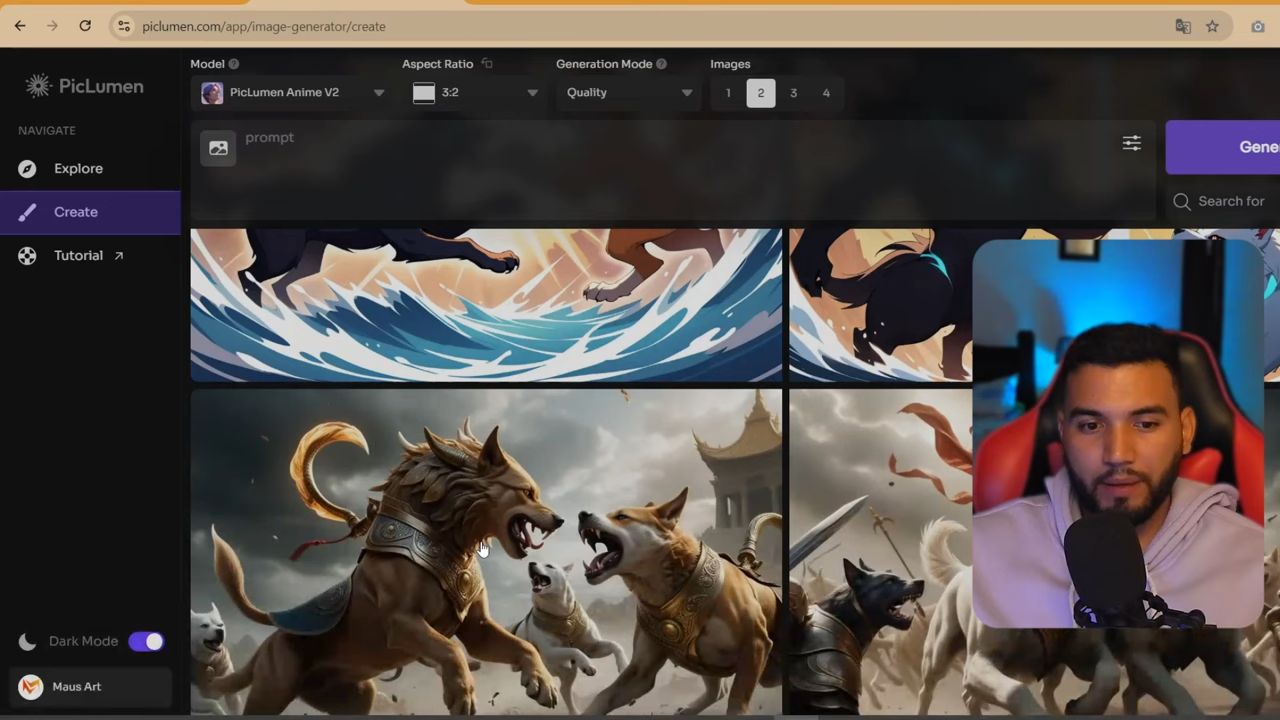 piclumen.com/app/image-generator/create
PicLumen
NAVIGATE
Explore
Create
Tutorial
Dark Mode
Maus Art
Model
Aspect Ratio
Generation Mode
Images
PicLumen Anime V2
3:2
Quality
1
2
3
4
prompt
Gene
Search for